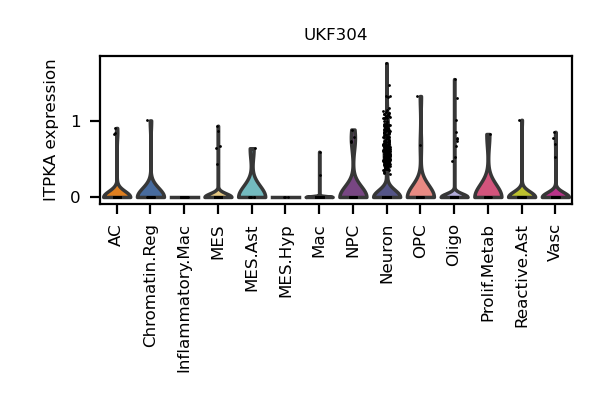 UKF304
ITPKA expression
1
0
AC
Chromatin.Reg
Inflammatory.Mac
MES
MES.Ast
MES.Hyp
Mac
NPC
Neuron
OPC
Oligo
Prolif.Metab
Reactive.Ast
Vasc